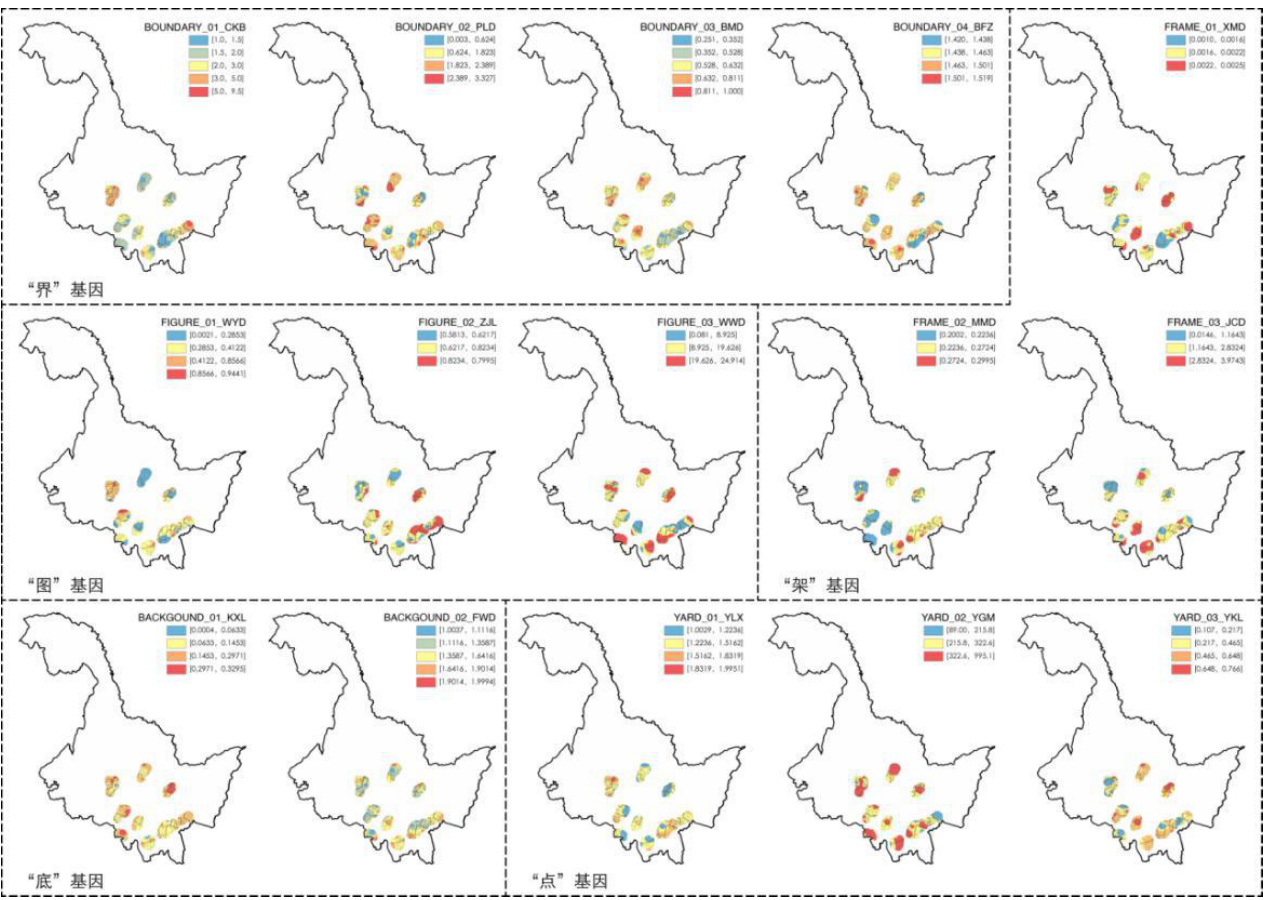 BOUNDARY_01_CKB
[1.0, 1.5]
[1.5, 2.0]
[2.0, 3.0]
[3.0, 5.0]
[5.0, 9.5]
BOUNDARY_02_PLD
[0.003, 0.624]
[0.624, 1.823]
[1.823, 2.389]
[2.389, 3.327]
BOUNDARY_03_BMD
[0.251, 0.352]
[0.352, 0.528]
[0.528, 0.632]
[0.632, 0.811]
[0.811, 1.000]
BOUNDARY_04_BFZ
[1.420, 1.438]
[1.438, 1.463]
[1.463, 1.501]
[1.501, 1.519]
“界”基因
FRAME_01_XMD
[0.0010, 0.0016]
[0.0016, 0.0022]
[0.0022, 0.0025]
FIGURE_01_WYD
[0.0021, 0.2853]
[0.2853, 0.4122]
[0.4122, 0.8566]
[0.8566, 0.9441]
FIGURE_02_ZJL
[0.5813, 0.6217]
[0.6217, 0.8234]
[0.8234, 0.7995]
FIGURE_03_WWD
[0.081, 8.925]
[8.925, 19.626]
[19.626, 24.914]
“图”基因
FRAME_02_MMD
[0.2002, 0.2236]
[0.2236, 0.2724]
[0.2724, 0.2995]
FRAME_03_JCD
[0.0146, 1.1643]
[1.1643, 2.8324]
[2.8324, 3.9743]
“架”基因
BACKGOUND_01_KXL
[0.0004, 0.0633]
[0.0633, 0.1453]
[0.1453, 0.2971]
[0.2971, 0.3295]
BACKGOUND_02_FWD
[1.0037, 1.1116]
[1.1116, 1.3587]
[1.3587, 1.6416]
[1.6416, 1.9014]
[1.9014, 1.9994]
“底”基因
YARD_01_YLX
[1.0029, 1.2236]
[1.2236, 1.5162]
[1.5162, 1.8319]
[1.8319, 1.9951]
YARD_02_YGM
[89.00, 215.8]
[215.8, 322.6]
[322.6, 995.1]
YARD_03_YKL
[0.107, 0.217]
[0.217, 0.465]
[0.465, 0.648]
[0.648, 0.766]
“点”基因